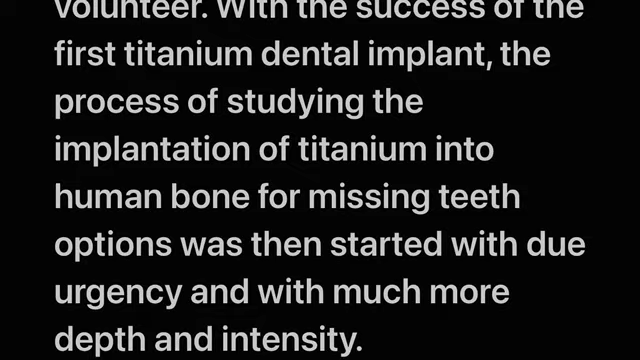 volunteer. With the success of the
first titanium dental implant, the
process of studying the
implantation of titanium into
human bone for missing teeth
options was then started with due
urgency and with much more
depth and intensity.